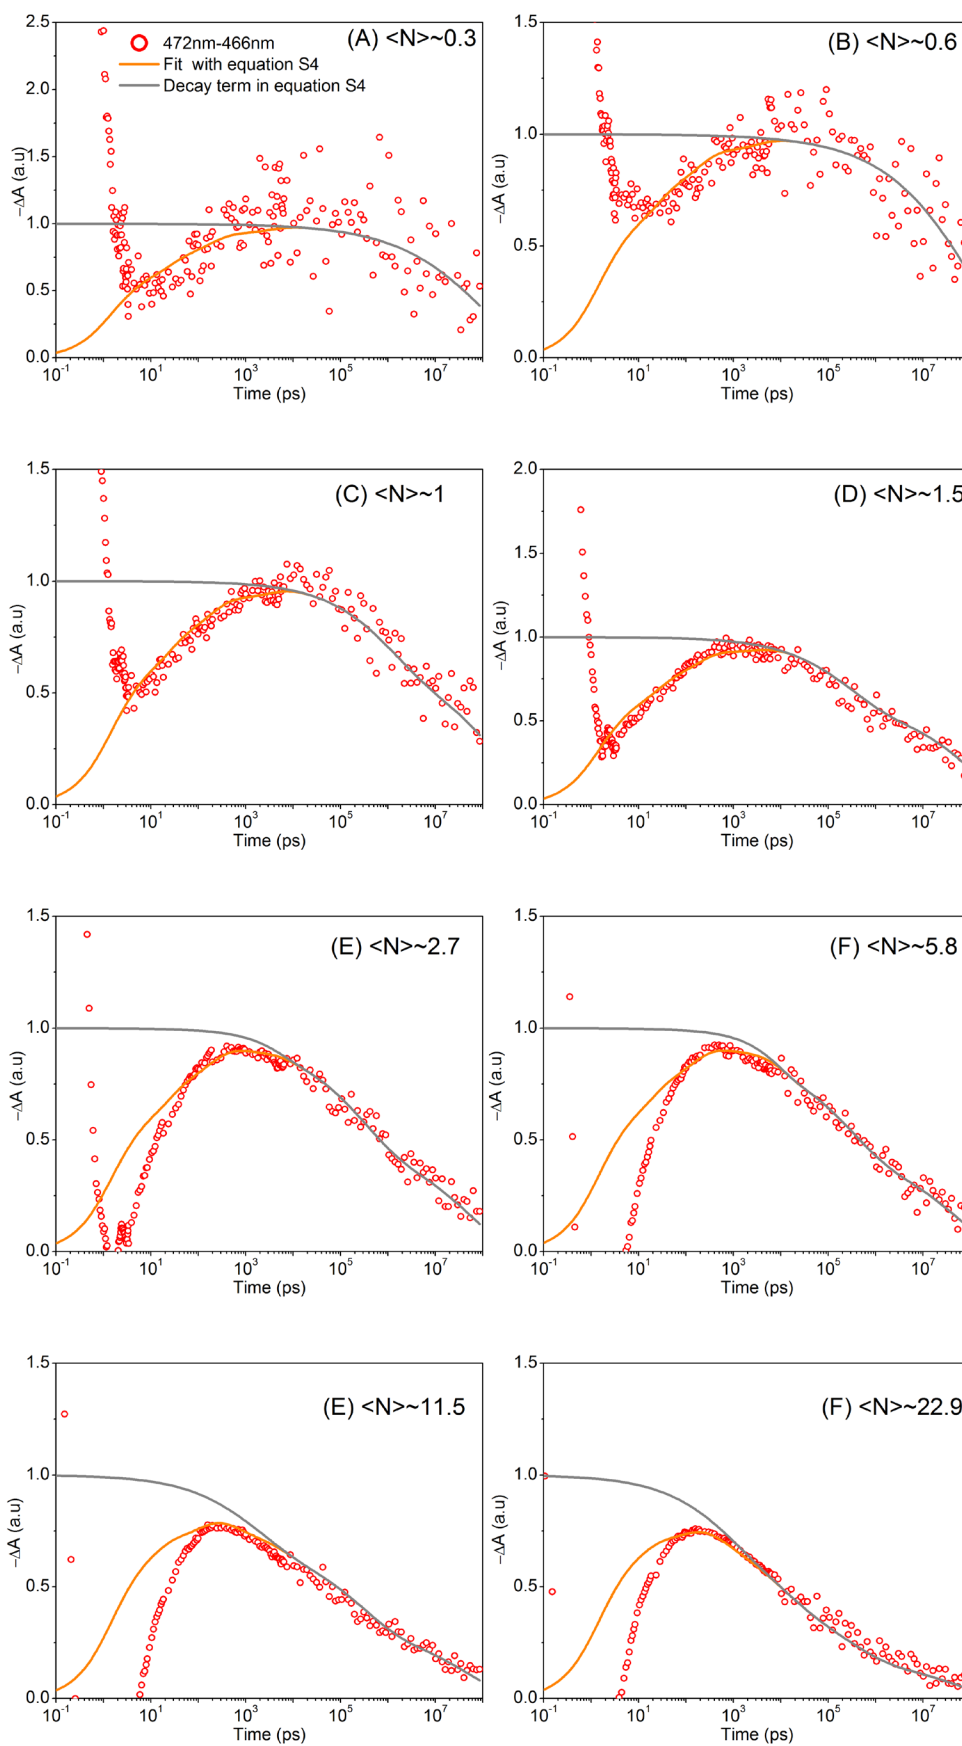 (A) <N>~0.3
472nm-466nm
Fit with equation S4
Decay term in equation S4
−ΔA (a.u)
2.5
2.0
1.5
1.0
0.5
0.0
10⁻¹ 10¹ 10³ 10⁵ 10⁷
Time (ps)
(B) <N>~0.6
−ΔA (a.u)
1.5
1.0
0.5
0.0
10⁻¹ 10¹ 10³ 10⁵ 10⁷
Time (ps)
(C) <N>~1
−ΔA (a.u)
1.5
1.0
0.5
0.0
10⁻¹ 10¹ 10³ 10⁵ 10⁷
Time (ps)
(D) <N>~1.5
−ΔA (a.u)
2.0
1.5
1.0
0.5
0.0
10⁻¹ 10¹ 10³ 10⁵ 10⁷
Time (ps)
(E) <N>~2.7
−ΔA (a.u)
1.5
1.0
0.5
0.0
10⁻¹ 10¹ 10³ 10⁵ 10⁷
Time (ps)
(F) <N>~5.8
−ΔA (a.u)
1.5
1.0
0.5
0.0
10⁻¹ 10¹ 10³ 10⁵ 10⁷
Time (ps)
(E) <N>~11.5
−ΔA (a.u)
1.5
1.0
0.5
0.0
10⁻¹ 10¹ 10³ 10⁵ 10⁷
Time (ps)
(F) <N>~22.9
−ΔA (a.u)
1.5
1.0
0.5
0.0
10⁻¹ 10¹ 10³ 10⁵ 10⁷
Time (ps)